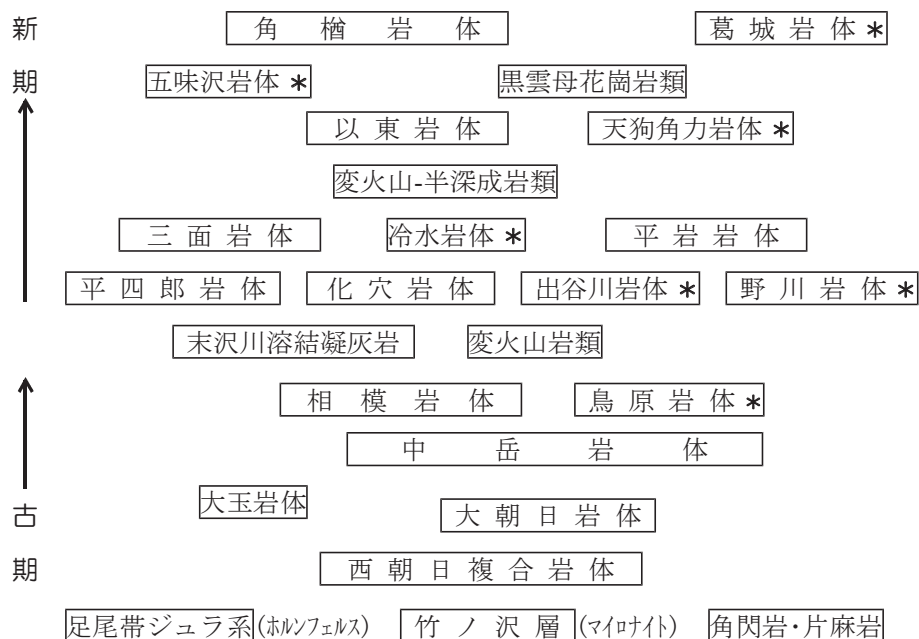 新 角楢岩体 葛城岩体*
期 五味沢岩体* 黒雲母花崗岩類
以東岩体 天狗角力岩体*
変火山-半深成岩類
三面岩体 冷水岩体* 平岩岩体
平四郎岩体 化穴岩体 出谷川岩体* 野川岩体*
末沢川溶結凝灰岩 変火山岩類
相模岩体 鳥原岩体*
中岳岩体
大玉岩体
古 大朝日岩体
期 西朝日複合岩体
足尾帯ジュラ系(ホルンフェルス) 竹ノ沢層(マイロナイト) 角閃岩・片麻岩